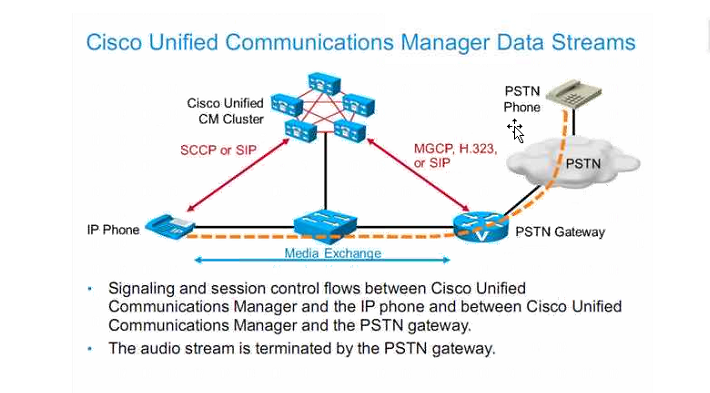 Cisco Unified Communications Manager Data Streams
Cisco Unified
CM Cluster
PSTN
Phone
SCCP or SIP
MGCP, H.323,
or SIP
PSTN
IP Phone
IP
V
PSTN Gateway
Media Exchange
• Signaling and session control flows between Cisco Unified
Communications Manager and the IP phone and between Cisco Unified
Communications Manager and the PSTN gateway.
• The audio stream is terminated by the PSTN gateway.